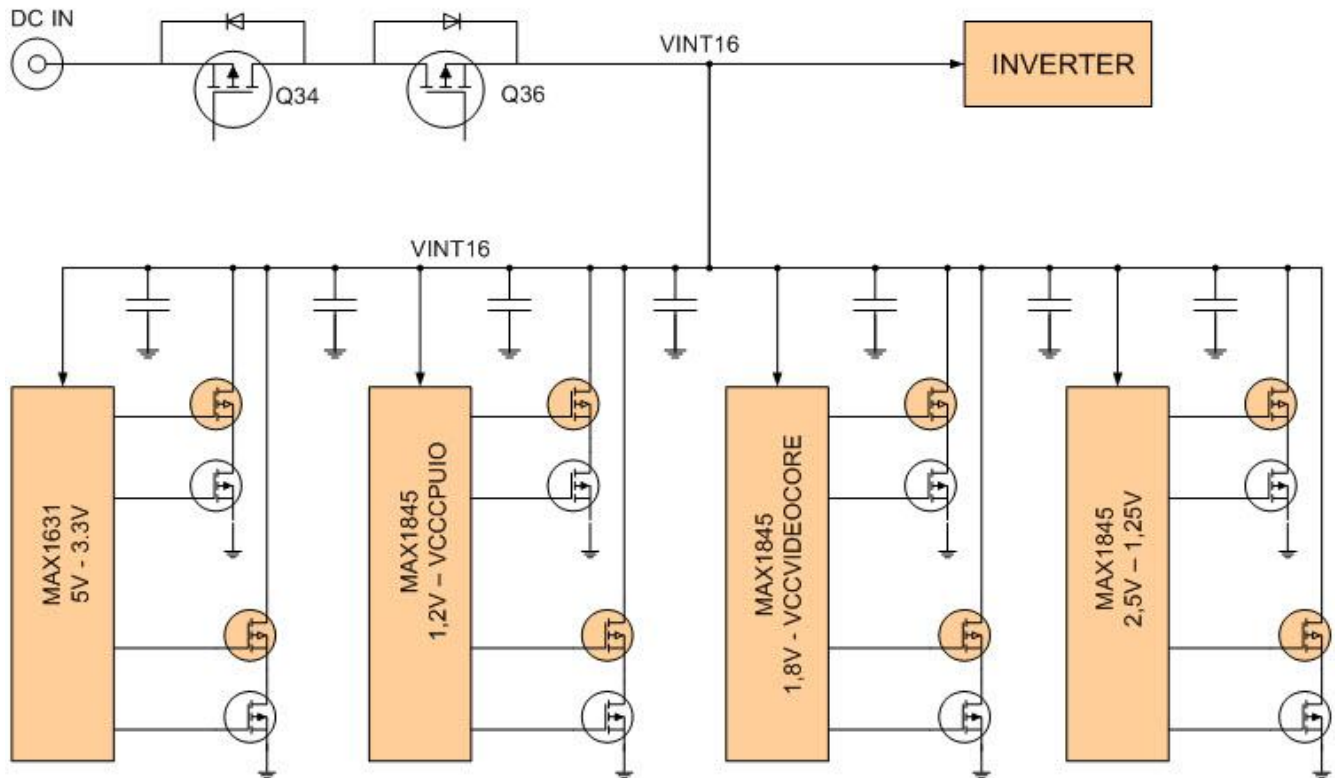 DC IN
Q34
Q36
VINT16
INVERTER
VINT16
MAX1631
5V - 3.3V
MAX1845
1,2V – VCCCPUIO
MAX1845
1,8V - VCCVIDEOCORE
MAX1845
2,5V – 1,25V